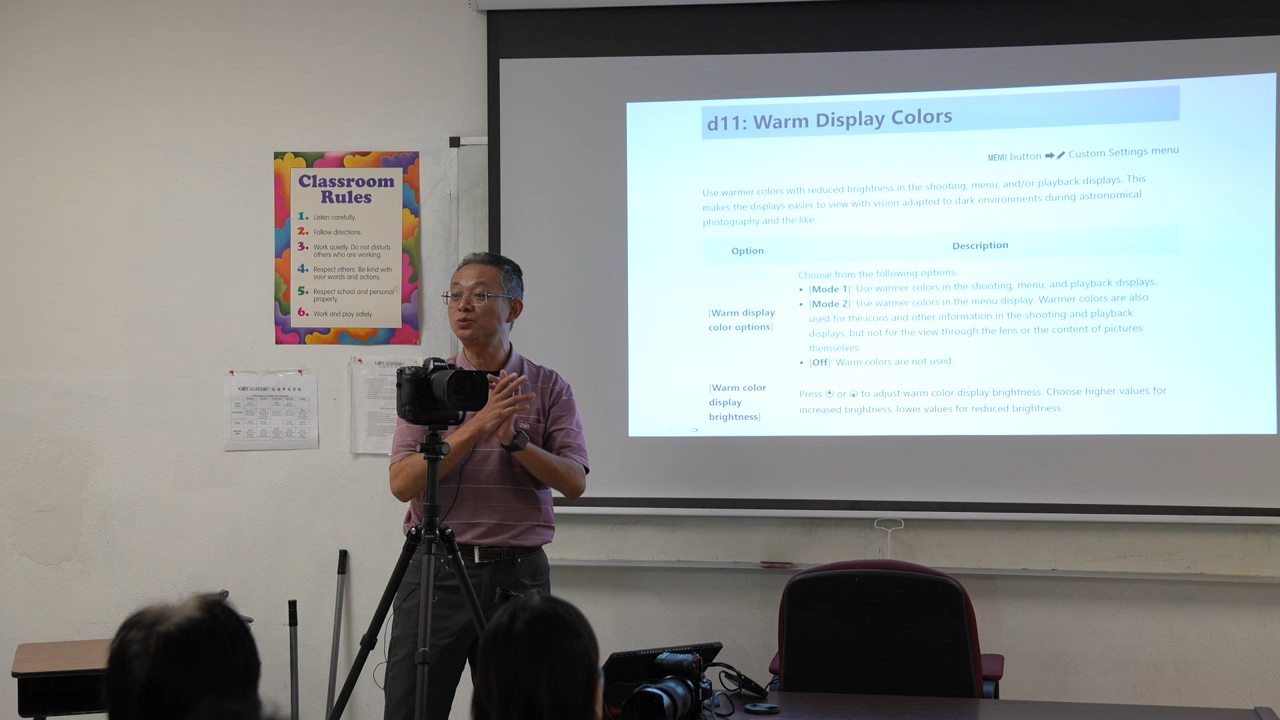 Classroom
Rules
1. Listen carefully.
2. Follow directions.
3. Work quietly. Do not disturb
others who are working.
4. Respect others. Be kind with
your words and actions.
5. Respect school and personal
property.
6. Work and play safely.
ACADEMY
d11: Warm Display Colors
MENU button ➡ Custom Settings menu
Use warmer colors with reduced brightness in the shooting, menu, and/or playback displays. This
makes the displays easier to view with vision adapted to dark environments during astronomical
photography and the like.
Option Description
[Warm display
color options]
Choose from the following options.
• [Mode 1]: Use warmer colors in the shooting, menu, and playback displays.
• [Mode 2]: Use warmer colors in the menu display. Warmer colors are also
used for the icons and other information in the shooting and playback
displays, but not for the view through the lens or the content of pictures
themselves.
• [Off]: Warm colors are not used.
[Warm color
display
brightness]
Press or to adjust warm color display brightness. Choose higher values for
increased brightness, lower values for reduced brightness.